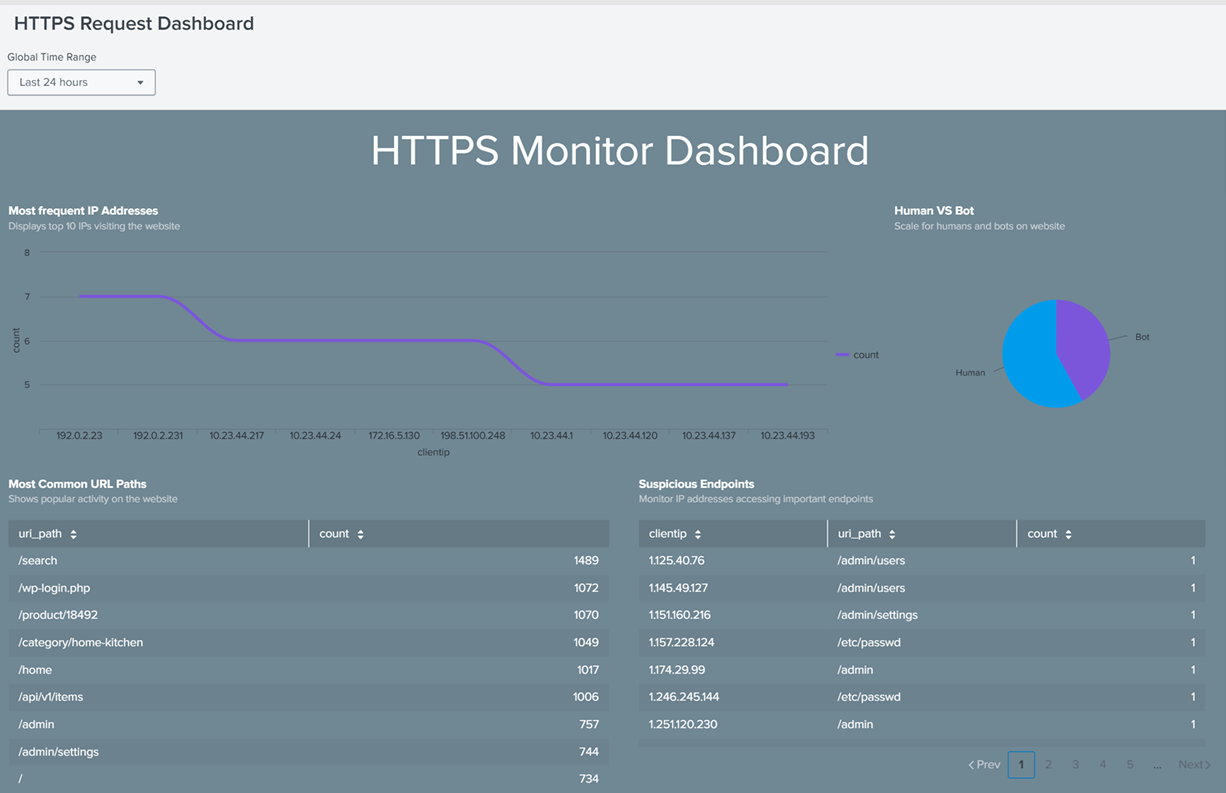 HTTPS Request Dashboard
Global Time Range
Last 24 hours
HTTPS Monitor Dashboard
Most frequent IP Addresses
Displays top 10 IPs visiting the website
8
7
6
5
count
192.0.2.23 192.0.2.231 10.23.44.217 10.23.44.24 172.16.5.130 198.51.100.248 10.23.44.1 10.23.44.120 10.23.44.137 10.23.44.193
clientip
count
Human VS Bot
Scale for humans and bots on website
Bot
Human
Most Common URL Paths
Shows popular activity on the website
uri_path count
/search 1489
/wp-login.php 1072
/product/18492 1070
/category/home-kitchen 1049
/home 1017
/api/v1/items 1006
/admin 757
/admin/settings 744
/ 734
Suspicious Endpoints
Monitor IP addresses accessing important endpoints
clientip uri_path count
1.125.40.76 /admin/users 1
1.145.49.127 /admin/users 1
1.151.160.216 /admin/settings 1
1.157.228.124 /etc/passwd 1
1.174.29.99 /admin 1
1.246.245.144 /etc/passwd 1
1.251.120.230 /admin 1
Prev 1 2 3 4 5 ... Next